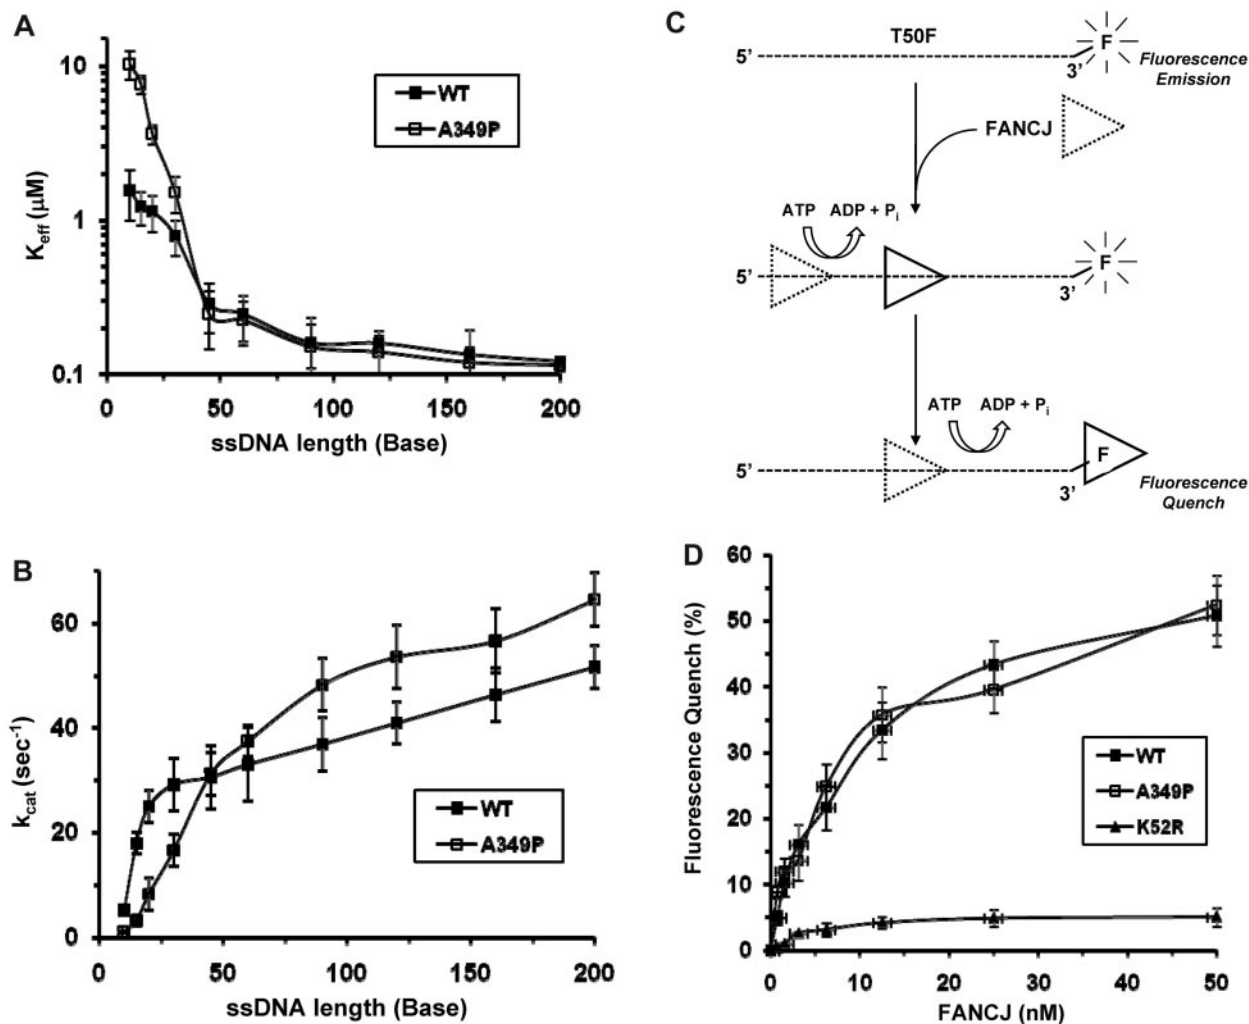 A
10
1
0.1
K_eff (μM)
WT
A349P
0 50 100 150 200
ssDNA length (Base)
B
60
40
20
0
k_cat (sec⁻¹)
WT
A349P
0 50 100 150 200
ssDNA length (Base)
C
T50F
5’
3’
F
Fluorescence
Emission
FANCJ
ATP ADP + Pᵢ
5’
3’
F
ATP ADP + Pᵢ
5’
3’
F
Fluorescence
Quench
D
60
50
40
30
20
10
0
Fluorescence Quench (%)
WT
A349P
K52R
0 10 20 30 40 50
FANCJ (nM)